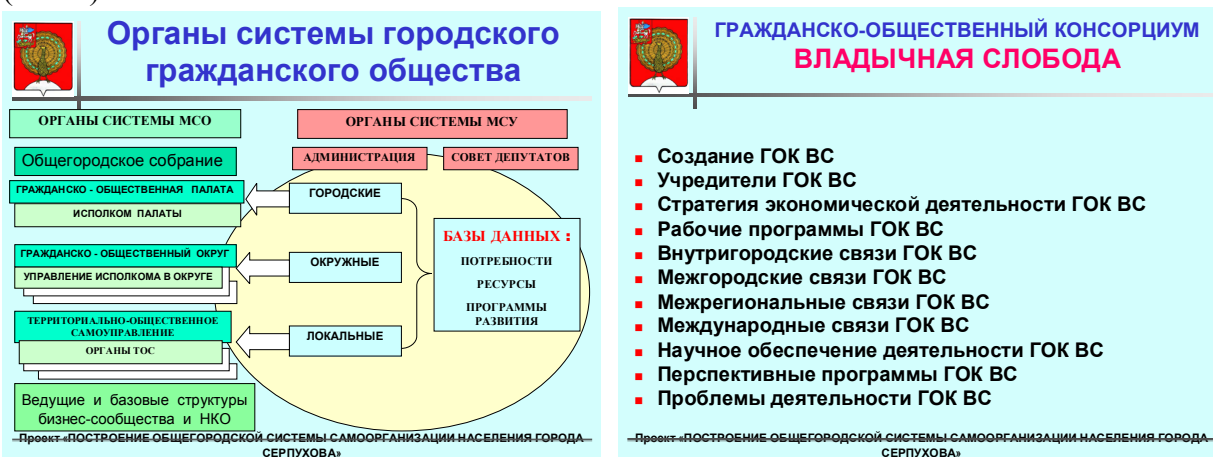 Органы системы городского
гражданского общества
ОРГАНЫ СИСТЕМЫ МСО
ОРГАНЫ СИСТЕМЫ МСУ
Общегородское собрание
АДМИНИСТРАЦИЯ
СОВЕТ ДЕПУТАТОВ
ГРАЖДАНСКО - ОБЩЕСТВЕННАЯ ПАЛАТА
ИСПОЛКОМ ПАЛАТЫ
ГОРОДСКИЕ
ГРАЖДАНСКО - ОБЩЕСТВЕННЫЙ ОКРУГ
УПРАВЛЕНИЕ ИСПОЛКОМА В ОКРУГЕ
ОКРУЖНЫЕ
БАЗЫ ДАННЫХ :
ПОТРЕБНОСТИ
РЕСУРСЫ
ПРОГРАММЫ
РАЗВИТИЯ
ТЕРРИТОРИАЛЬНО-ОБЩЕСТВЕННОЕ
САМОУПРАВЛЕНИЕ
ОРГАНЫ ТОС
ЛОКАЛЬНЫЕ
Ведущие и базовые структуры
бизнес-сообщества и НКО
Проект «ПОСТРОЕНИЕ ОБЩЕГОРОДСКОЙ СИСТЕМЫ САМООРГАНИЗАЦИИ НАСЕЛЕНИЯ ГОРОДА
СЕРПУХОВА»
ГРАЖДАНСКО-ОБЩЕСТВЕННЫЙ КОНСОРЦИУМ
ВЛАДЫЧНАЯ СЛОБОДА
Создание ГОК ВС
Учредители ГОК ВС
Стратегия экономической деятельности ГОК ВС
Рабочие программы ГОК ВС
Внутригородские связи ГОК ВС
Межгородские связи ГОК ВС
Межрегиональные связи ГОК ВС
Международные связи ГОК ВС
Научное обеспечение деятельности ГОК ВС
Перспективные программы ГОК ВС
Проблемы деятельности ГОК ВС
Проект «ПОСТРОЕНИЕ ОБЩЕГОРОДСКОЙ СИСТЕМЫ САМООРГАНИЗАЦИИ НАСЕЛЕНИЯ ГОРОДА
СЕРПУХОВА»